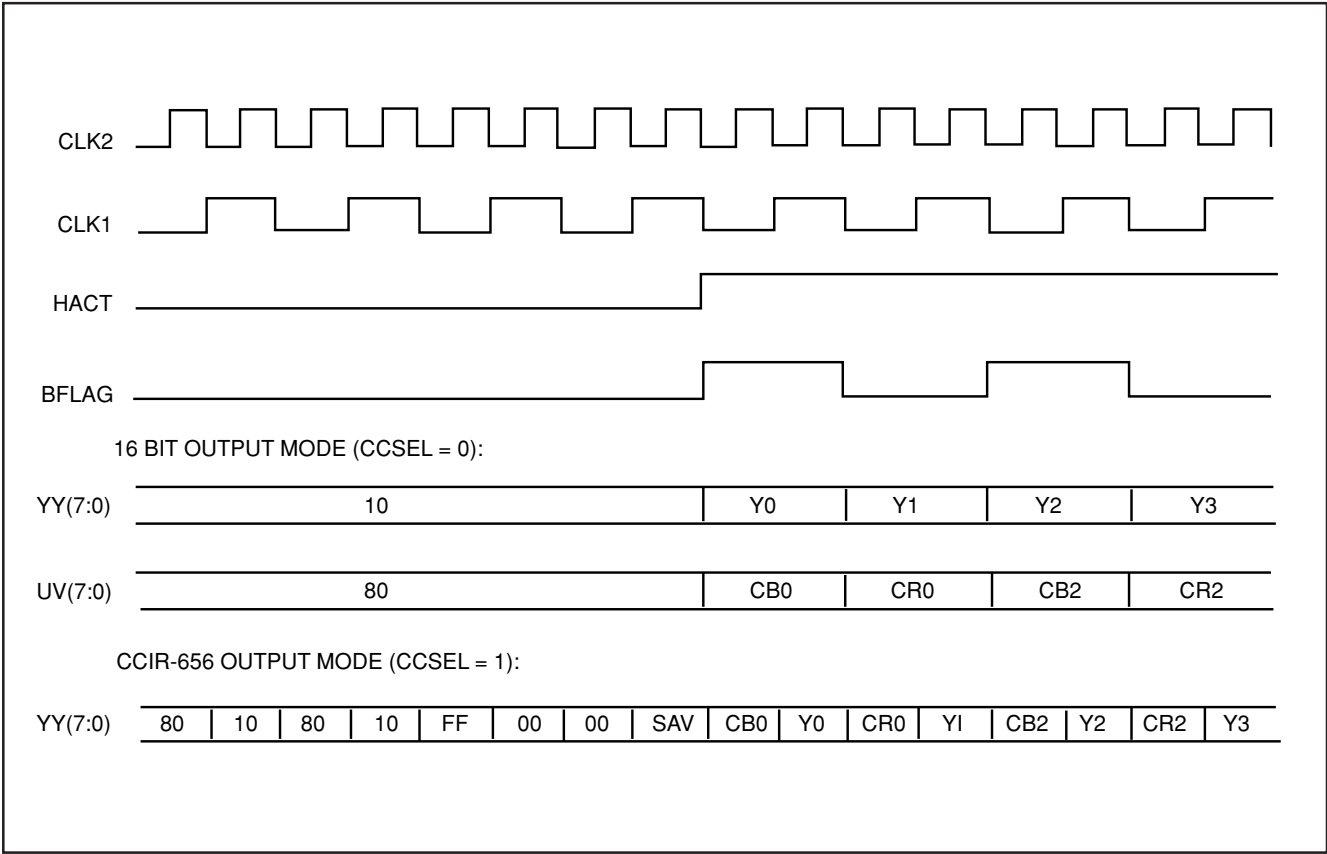 CLK2
CLK1
HACT
BFLAG
16 BIT OUTPUT MODE (CCSEL = 0):
YY(7:0) 10 Y0 Y1 Y2 Y3
UV(7:0) 80 CB0 CR0 CB2 CR2
CCIR-656 OUTPUT MODE (CCSEL = 1):
YY(7:0) 80 10 80 10 FF 00 00 SAV CB0 Y0 CR0 YI CB2 Y2 CR2 Y3